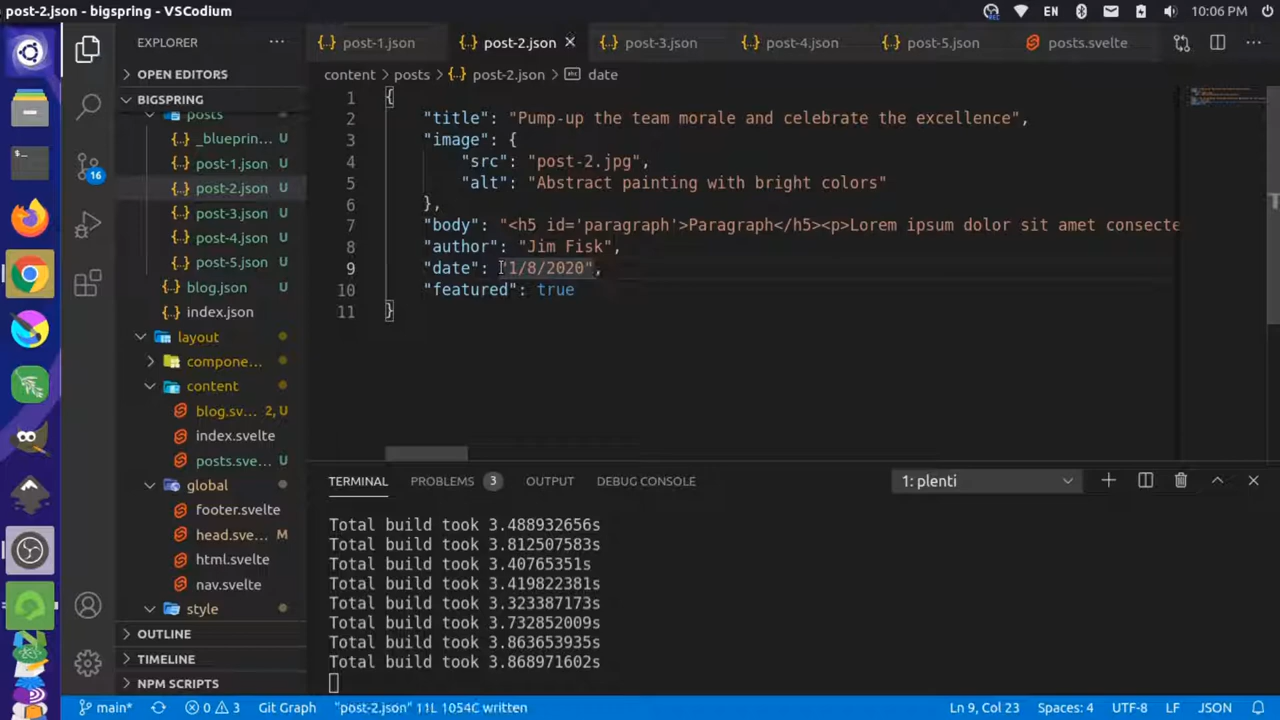 post-2.json - bigspring - VSCodium
EN
10:06 PM
EXPLORER
post-1.json
post-2.json
post-3.json
post-4.json
post-5.json
posts.svelte
OPEN EDITORS
content > posts > post-2.json > date
BIGSPRING
posts
_blueprin... U
post-1.json U
post-2.json U
post-3.json U
post-4.json U
post-5.json U
blog.json U
index.json
layout
compone...
content
blog.sv... 2, U
index.svelte
posts.sve... U
global
footer.svelte
head.sve... M
html.svelte
nav.svelte
style
OUTLINE
TIMELINE
NPM SCRIPTS
16
1 {
2 "title": "Pump-up the team morale and celebrate the excellence",
3 "image": {
4 "src": "post-2.jpg",
5 "alt": "Abstract painting with bright colors"
6 },
7 "body": "<h5 id='paragraph'>Paragraph</h5><p>Lorem ipsum dolor sit amet consecte
8 "author": "Jim Fisk",
9 "date": "1/8/2020",
10 "featured": true
11 }
TERMINAL
PROBLEMS 3
OUTPUT
DEBUG CONSOLE
1: plenti
Total build took 3.488932656s
Total build took 3.812507583s
Total build took 3.40765351s
Total build took 3.419822381s
Total build took 3.323387173s
Total build took 3.732852009s
Total build took 3.863653935s
Total build took 3.868971602s
main*
0 3
Git Graph
"post-2.json" 11L 1054C written
Ln 9, Col 23
Spaces: 4
UTF-8
LF
JSON